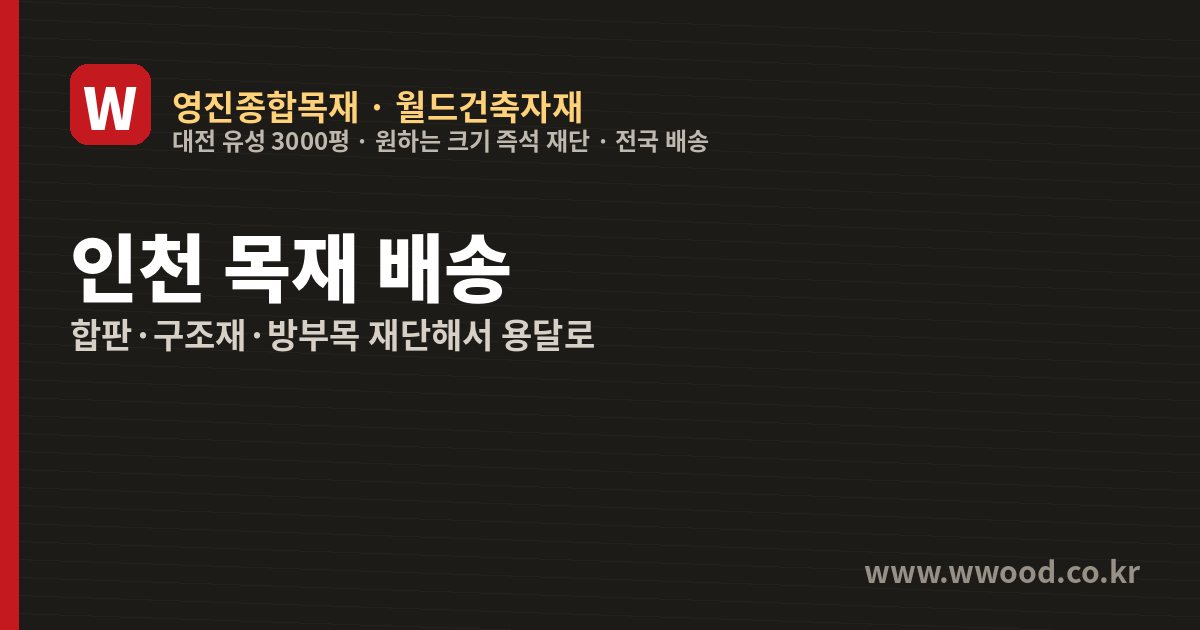 W
영진종합목재 · 월드건축자재
대전 유성 3000평 · 원하는 크기 즉석 재단 · 전국 배송
인천 목재 배송
합판·구조재·방부목 재단해서 용달로
www.wwood.co.kr